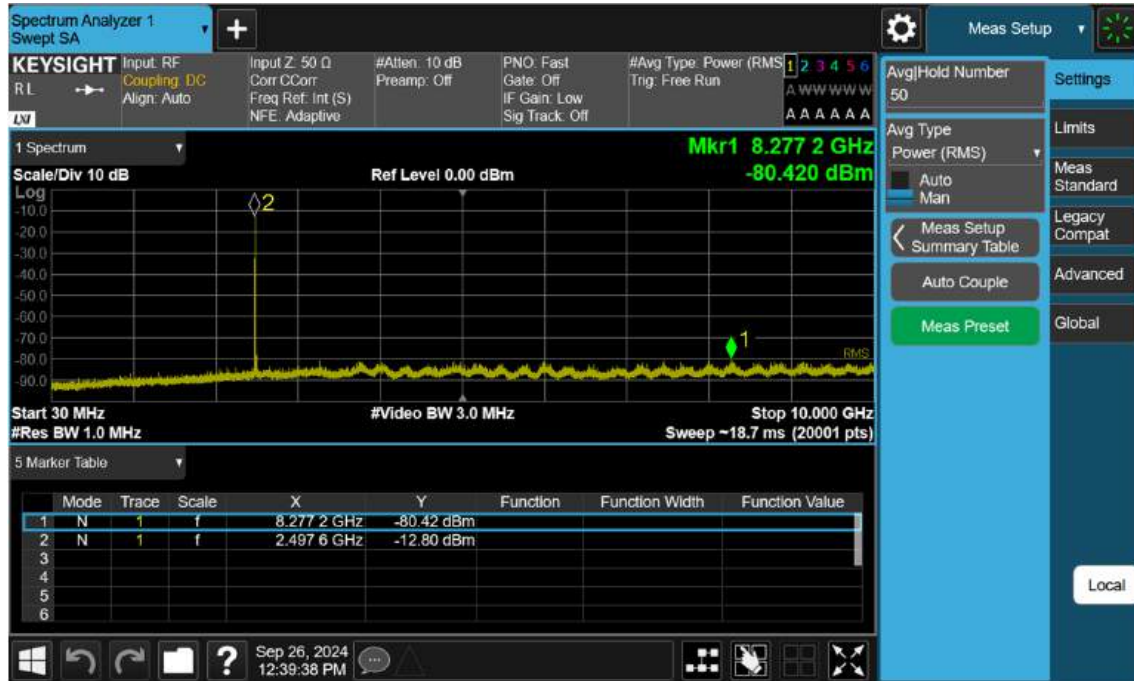 Spectrum Analyzer 1
Swept SA
+
Meas Setup
KEYSIGHT
RL
LXI
Input: RF
Coupling: DC
Align: Auto
Input Z: 50 Ω
Corr CCorr
Freq Ref: Int (S)
NFE: Adaptive
#Atten: 10 dB
Preamp: Off
PNO: Fast
Gate: Off
IF Gain: Low
Sig Track: Off
#Avg Type: Power (RMS)
Trig: Free Run
1 2 3 4 5 6
A W W W W W
A A A A A A
1 Spectrum
Scale/Div 10 dB
Ref Level 0.00 dBm
Mkr1 8.277 2 GHz
-80.420 dBm
Log
-10.0
-20.0
-30.0
-40.0
-50.0
-60.0
-70.0
-80.0
-90.0
2
1
RMS
Start 30 MHz
#Video BW 3.0 MHz
Stop 10.000 GHz
#Res BW 1.0 MHz
Sweep ~18.7 ms (20001 pts)
5 Marker Table
Mode Trace Scale X Y Function Function Width Function Value
1 N 1 f 8.277 2 GHz -80.42 dBm
2 N 1 f 2.497 6 GHz -12.80 dBm
3
4
5
6
?
Sep 26, 2024
12:39:38 PM
Avg|Hold Number
50
Avg Type
Power (RMS)
Auto
Man
Meas Setup
Summary Table
Auto Couple
Meas Preset
Settings
Limits
Meas
Standard
Legacy
Compat
Advanced
Global
Local